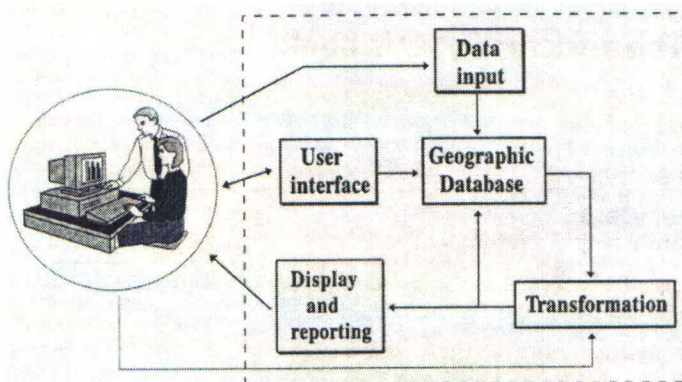 Data
input
User
interface
Geographic
Database
Display
and
reporting
Transformation